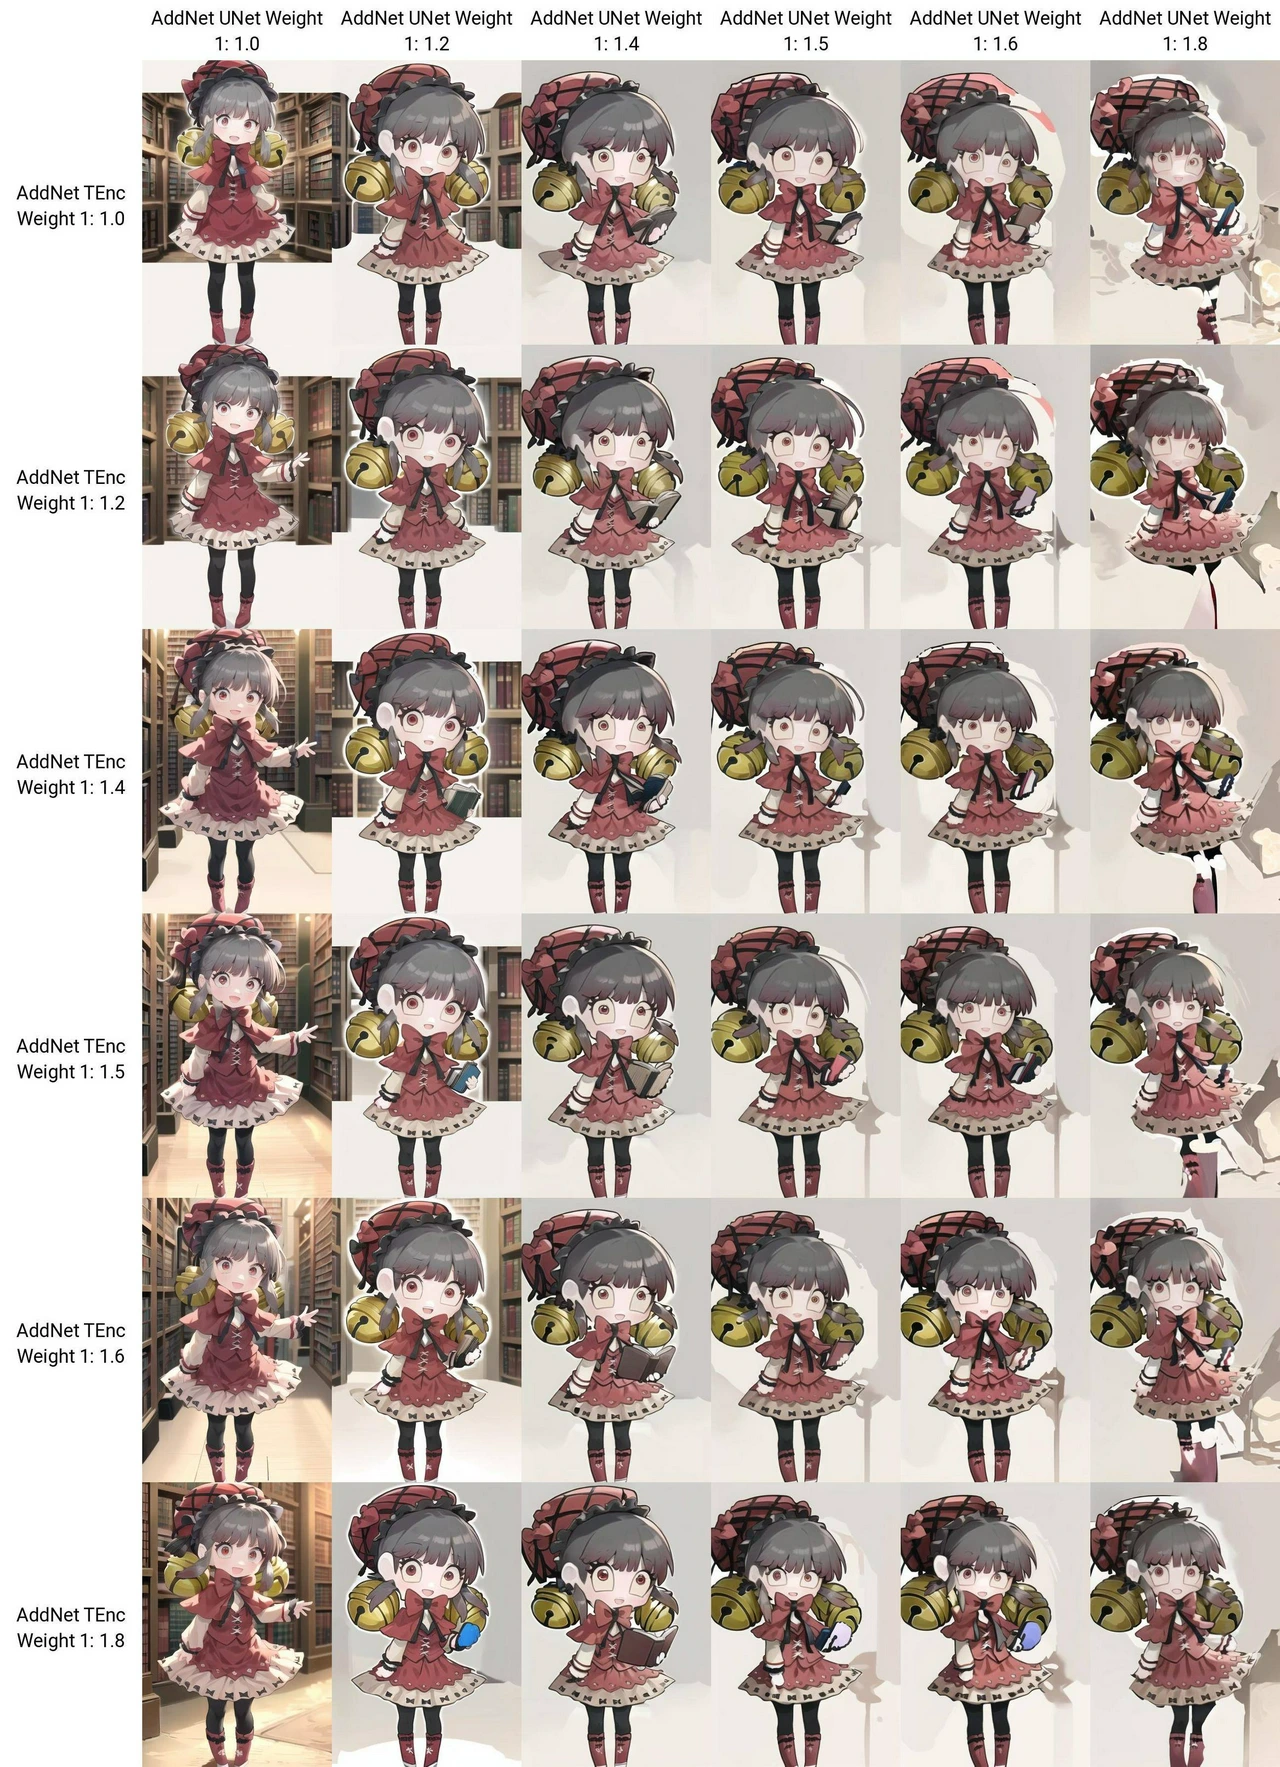 AddNet UNet Weight
1: 1.0
AddNet UNet Weight
1: 1.2
AddNet UNet Weight
1: 1.4
AddNet UNet Weight
1: 1.5
AddNet UNet Weight
1: 1.6
AddNet UNet Weight
1: 1.8
AddNet TEnc
Weight 1: 1.0
AddNet TEnc
Weight 1: 1.2
AddNet TEnc
Weight 1: 1.4
AddNet TEnc
Weight 1: 1.5
AddNet TEnc
Weight 1: 1.6
AddNet TEnc
Weight 1: 1.8